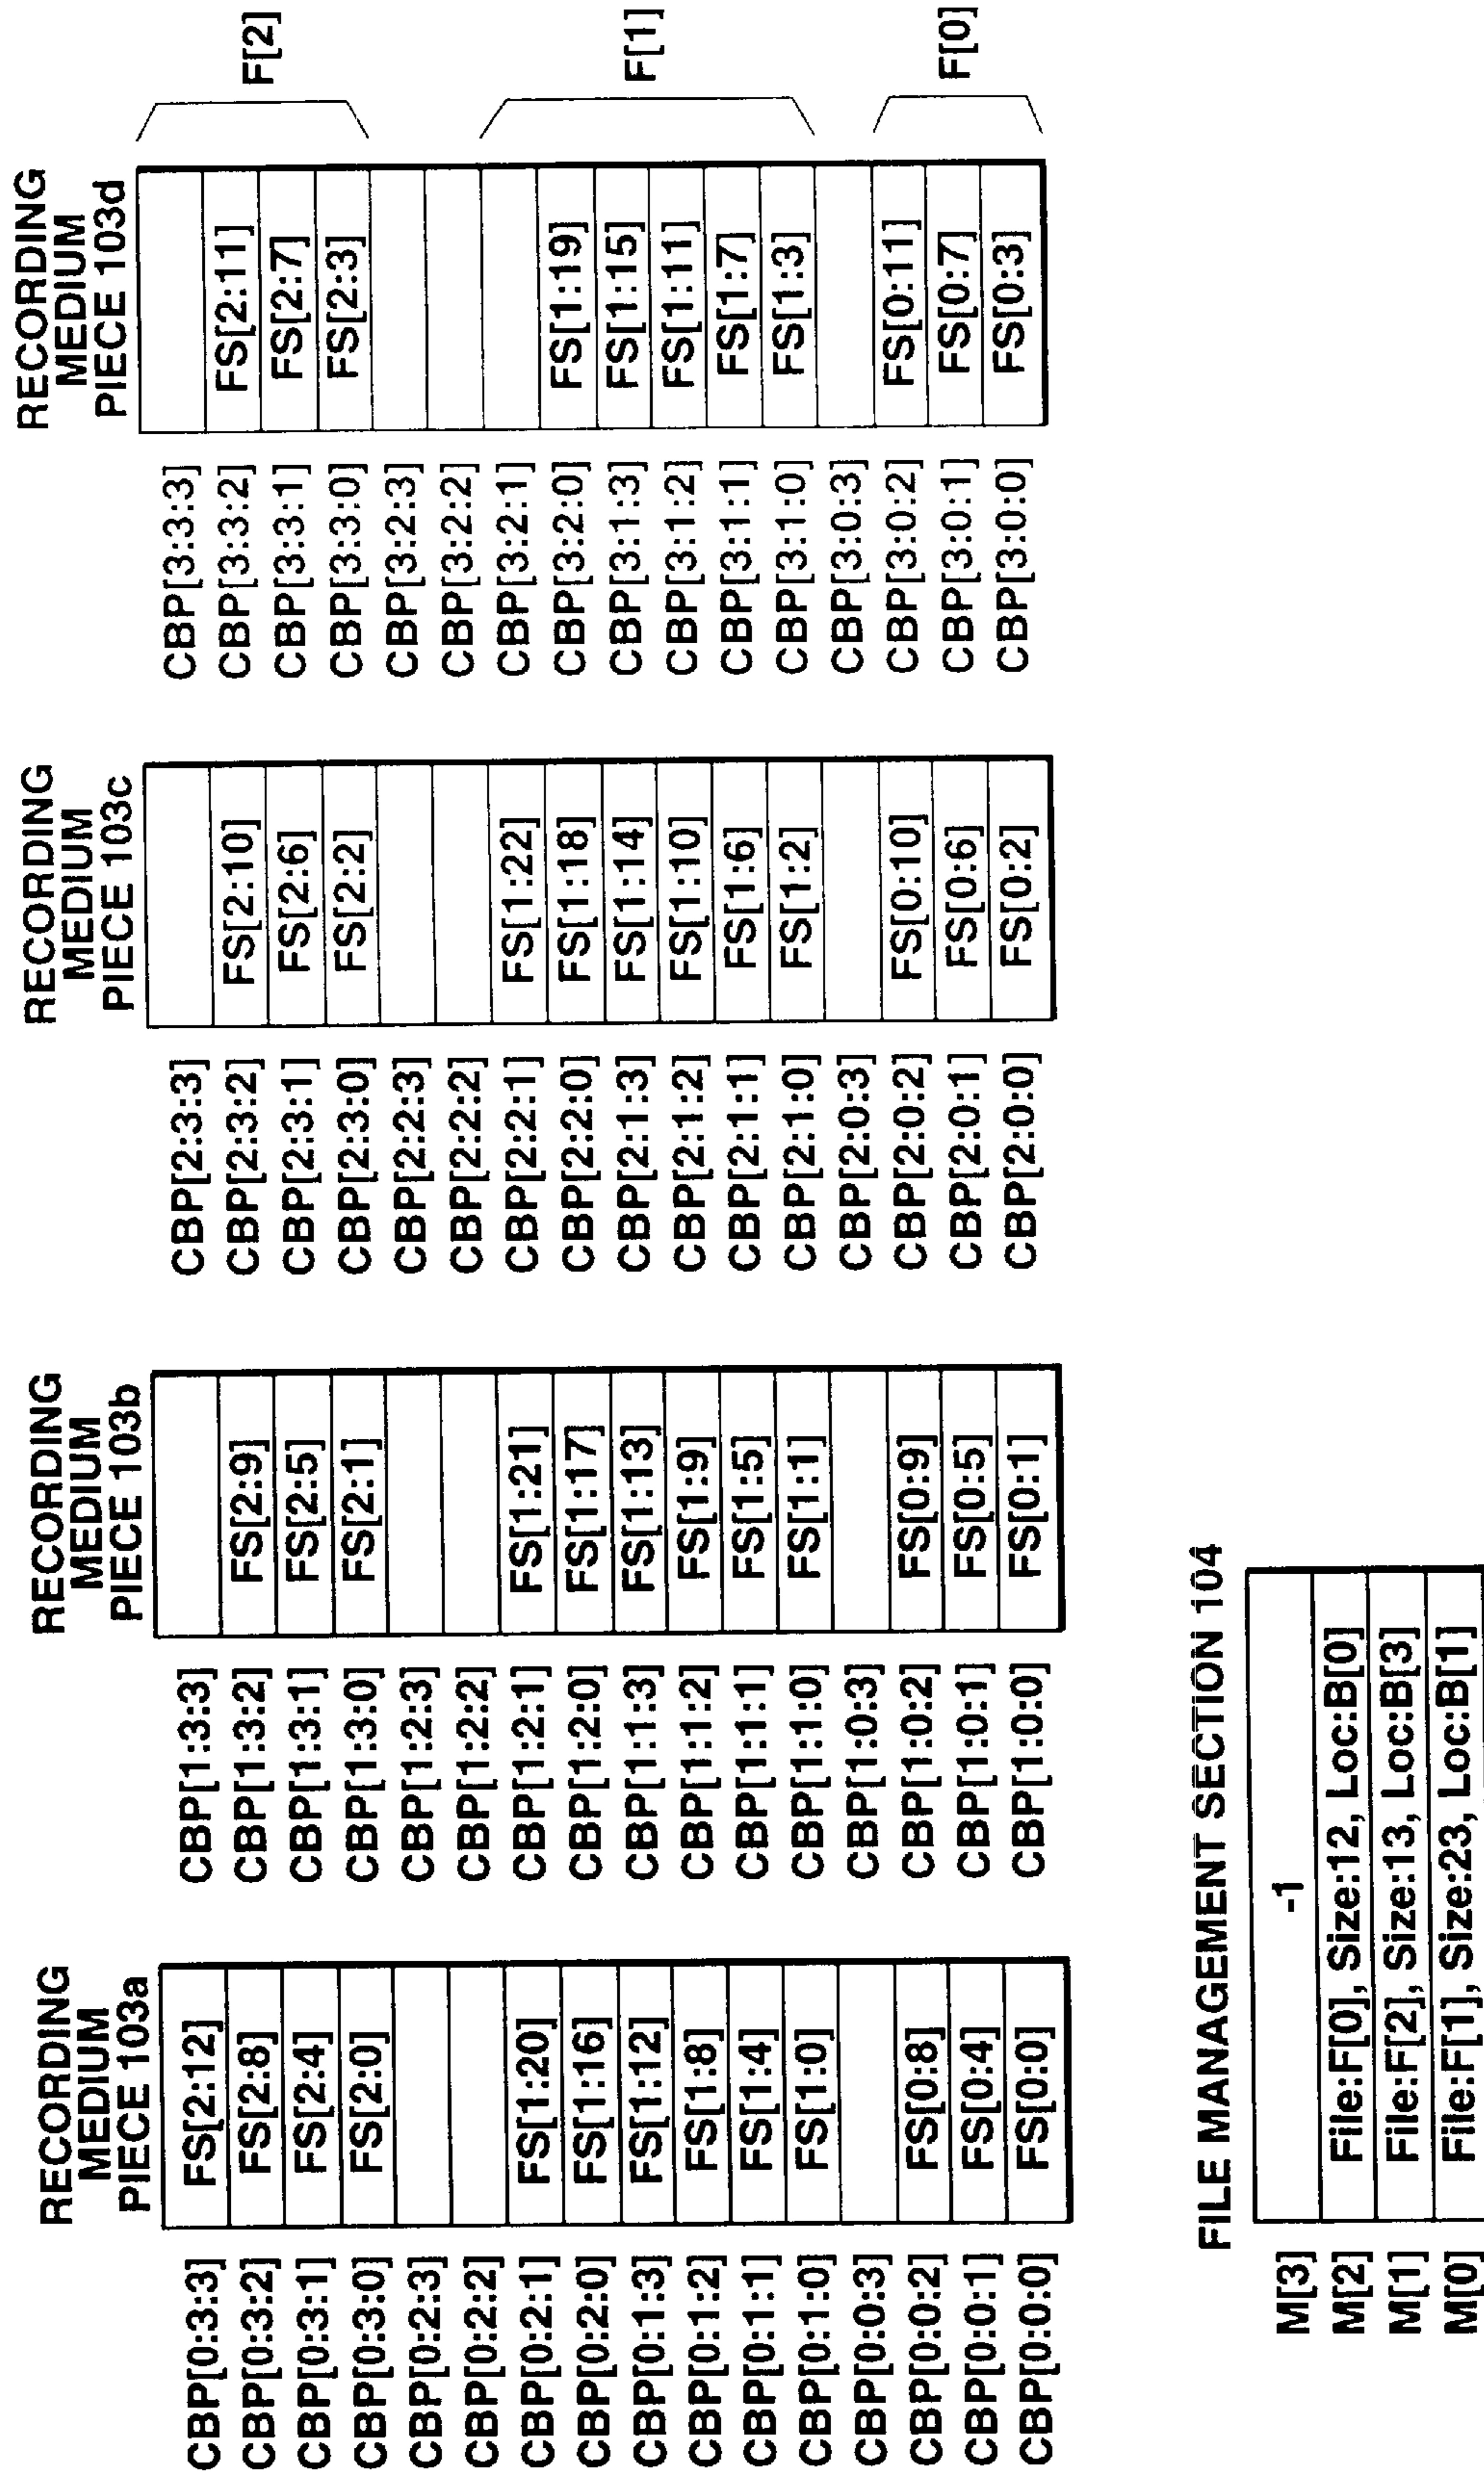 RECORDING
MEDIUM
PIECE 103a
CBP[0:3:3] FS[2:12]
CBP[0:3:2] FS[2:8]
CBP[0:3:1] FS[2:4]
CBP[0:3:0] FS[2:0]
CBP[0:2:3]
CBP[0:2:2]
CBP[0:2:1] FS[1:20]
CBP[0:2:0] FS[1:16]
CBP[0:1:3] FS[1:12]
CBP[0:1:2] FS[1:8]
CBP[0:1:1] FS[1:4]
CBP[0:1:0] FS[1:0]
CBP[0:0:3]
CBP[0:0:2] FS[0:8]
CBP[0:0:1] FS[0:4]
CBP[0:0:0] FS[0:0]
RECORDING
MEDIUM
PIECE 103b
CBP[1:3:3]
CBP[1:3:2] FS[2:9]
CBP[1:3:1] FS[2:5]
CBP[1:3:0] FS[2:1]
CBP[1:2:3]
CBP[1:2:2]
CBP[1:2:1] FS[1:21]
CBP[1:2:0] FS[1:17]
CBP[1:1:3] FS[1:13]
CBP[1:1:2] FS[1:9]
CBP[1:1:1] FS[1:5]
CBP[1:1:0] FS[1:1]
CBP[1:0:3]
CBP[1:0:2] FS[0:9]
CBP[1:0:1] FS[0:5]
CBP[1:0:0] FS[0:1]
RECORDING
MEDIUM
PIECE 103c
CBP[2:3:3]
CBP[2:3:2] FS[2:10]
CBP[2:3:1] FS[2:6]
CBP[2:3:0] FS[2:2]
CBP[2:2:3]
CBP[2:2:2]
CBP[2:2:1] FS[1:22]
CBP[2:2:0] FS[1:18]
CBP[2:1:3] FS[1:14]
CBP[2:1:2] FS[1:10]
CBP[2:1:1] FS[1:6]
CBP[2:1:0] FS[1:2]
CBP[2:0:3]
CBP[2:0:2] FS[0:10]
CBP[2:0:1] FS[0:6]
CBP[2:0:0] FS[0:2]
RECORDING
MEDIUM
PIECE 103d
CBP[3:3:3]
CBP[3:3:2] FS[2:11]
CBP[3:3:1] FS[2:7]
CBP[3:3:0] FS[2:3]
CBP[3:2:3]
CBP[3:2:2]
CBP[3:2:1]
CBP[3:2:0] FS[1:19]
CBP[3:1:3] FS[1:15]
CBP[3:1:2] FS[1:11]
CBP[3:1:1] FS[1:7]
CBP[3:1:0] FS[1:3]
CBP[3:0:3]
CBP[3:0:2] FS[0:11]
CBP[3:0:1] FS[0:7]
CBP[3:0:0] FS[0:3]
F[2]
F[1]
F[0]
FILE MANAGEMENT SECTION 104
M[3] -1
M[2] File:F[0], Size:12, Loc:B[0]
M[1] File:F[2], Size:13, Loc:B[3]
M[0] File:F[1], Size:23, Loc:B[1]